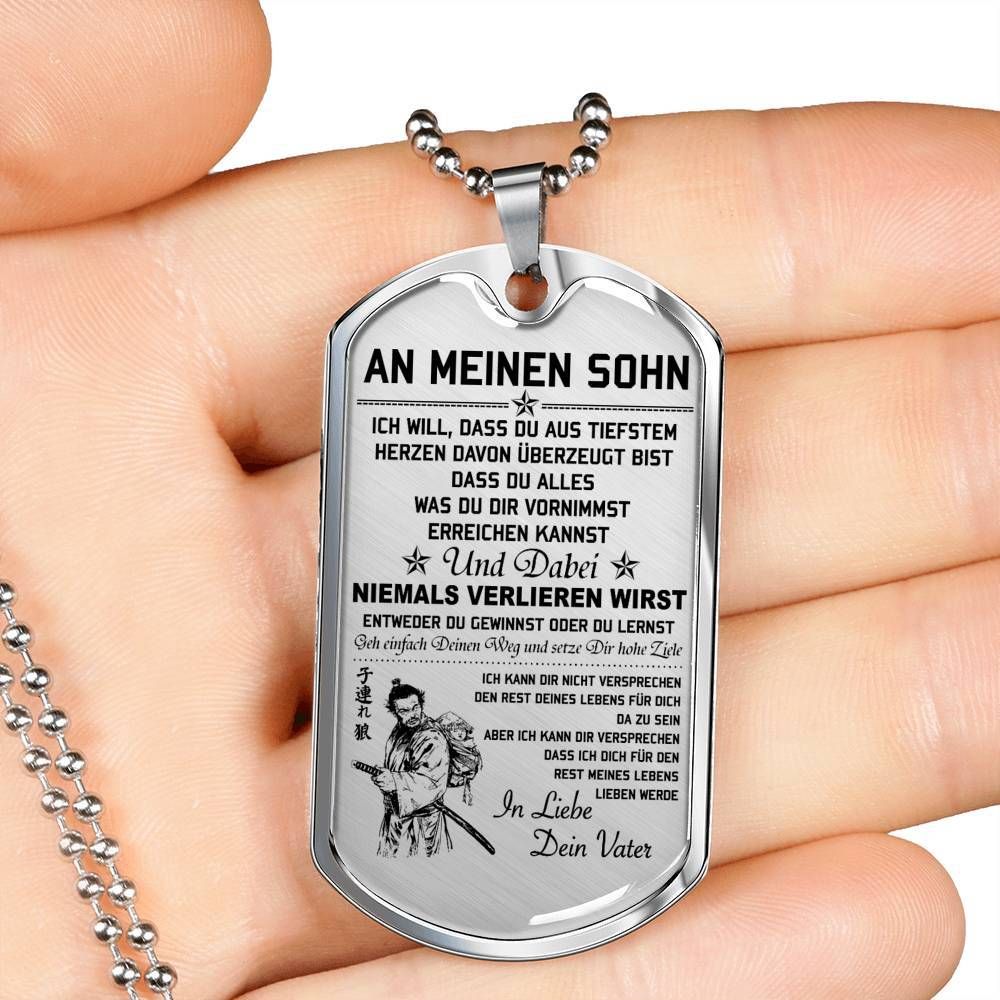 AN MEINEN SOHN
ICH WILL, DASS DU AUS TIEFSTEM
HERZEN DAVON ÜBERZEUGT BIST
DASS DU ALLES
WAS DU DIR VORNIMMST
ERREICHEN KANNST
Und Dabei
NIEMALS VERLIEREN WIRST
ENTWEDER DU GEWINNST ODER DU LERNST
Geh einfach Deinen Weg und setze Dir hohe Ziele
子連れ狼
ICH KANN DIR NICHT VERSPRECHEN
DEN REST DEINES LEBENS FÜR DICH
DA ZU SEIN
ABER ICH KANN DIR VERSPRECHEN
DASS ICH DICH FÜR DEN
REST MEINES LEBENS
LIEBEN WERDE
In Liebe
Dein Vater